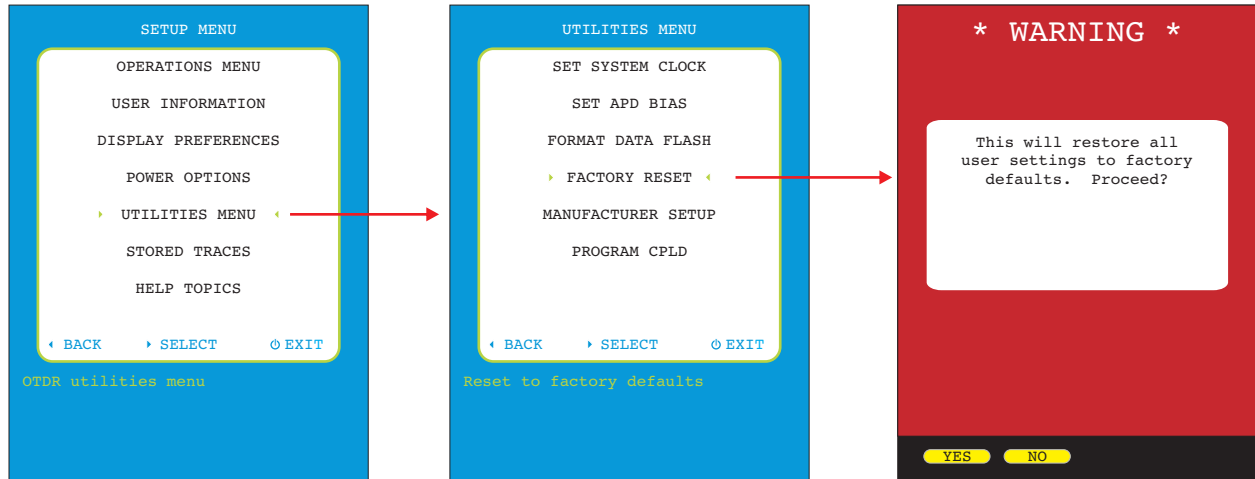 SETUP MENU
OPERATIONS MENU
USER INFORMATION
DISPLAY PREFERENCES
POWER OPTIONS
UTILITIES MENU
STORED TRACES
HELP TOPICS
BACK SELECT EXIT
OTDR utilities menu
UTILITIES MENU
SET SYSTEM CLOCK
SET APD BIAS
FORMAT DATA FLASH
FACTORY RESET
MANUFACTURER SETUP
PROGRAM CPLD
BACK SELECT EXIT
Reset to factory defaults
* WARNING *
This will restore all
user settings to factory
defaults. Proceed?
YES NO